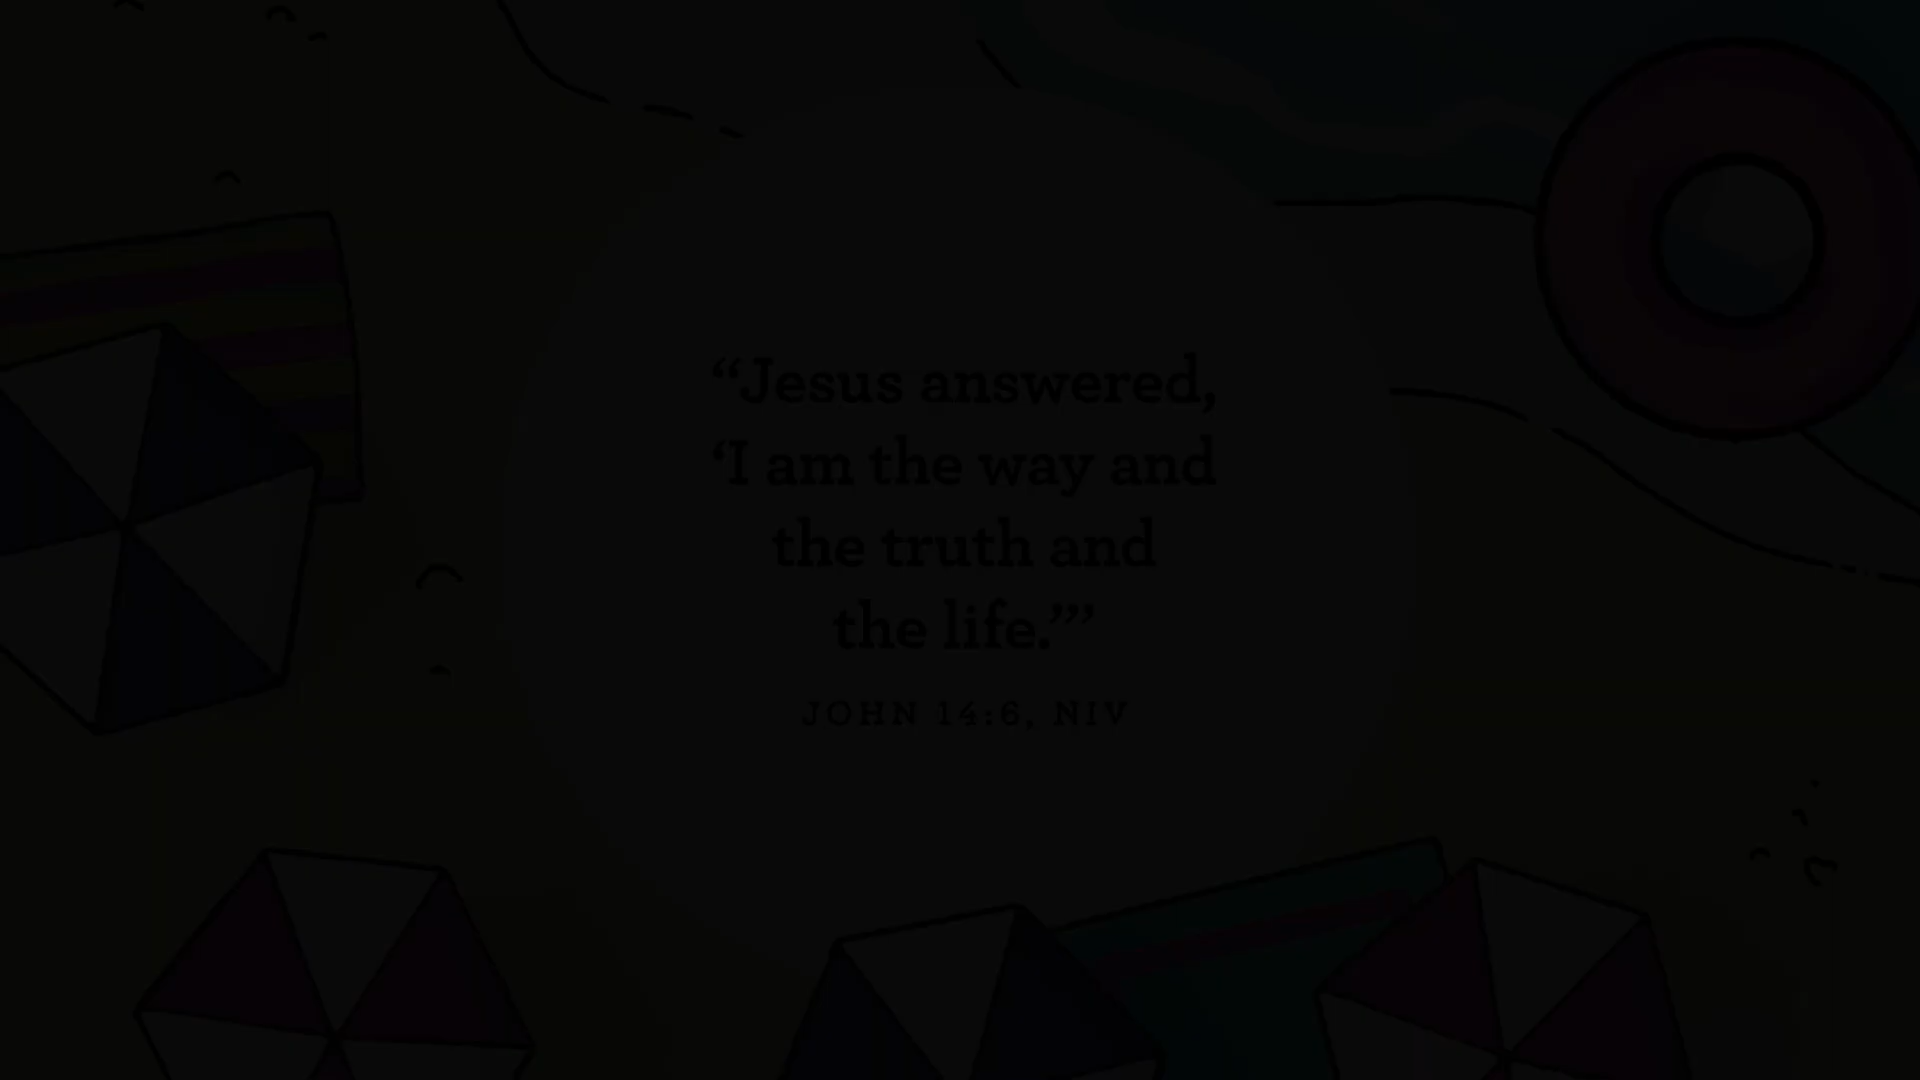 “Jesus answered,
‘I am the way and
the truth and
the life.’”
JOHN 14:6, NIV